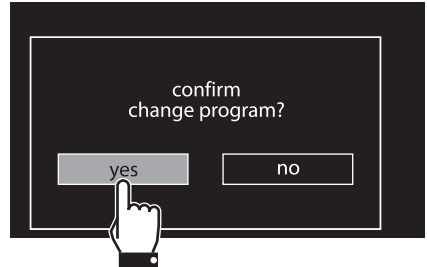 confirm
change program?
yes no